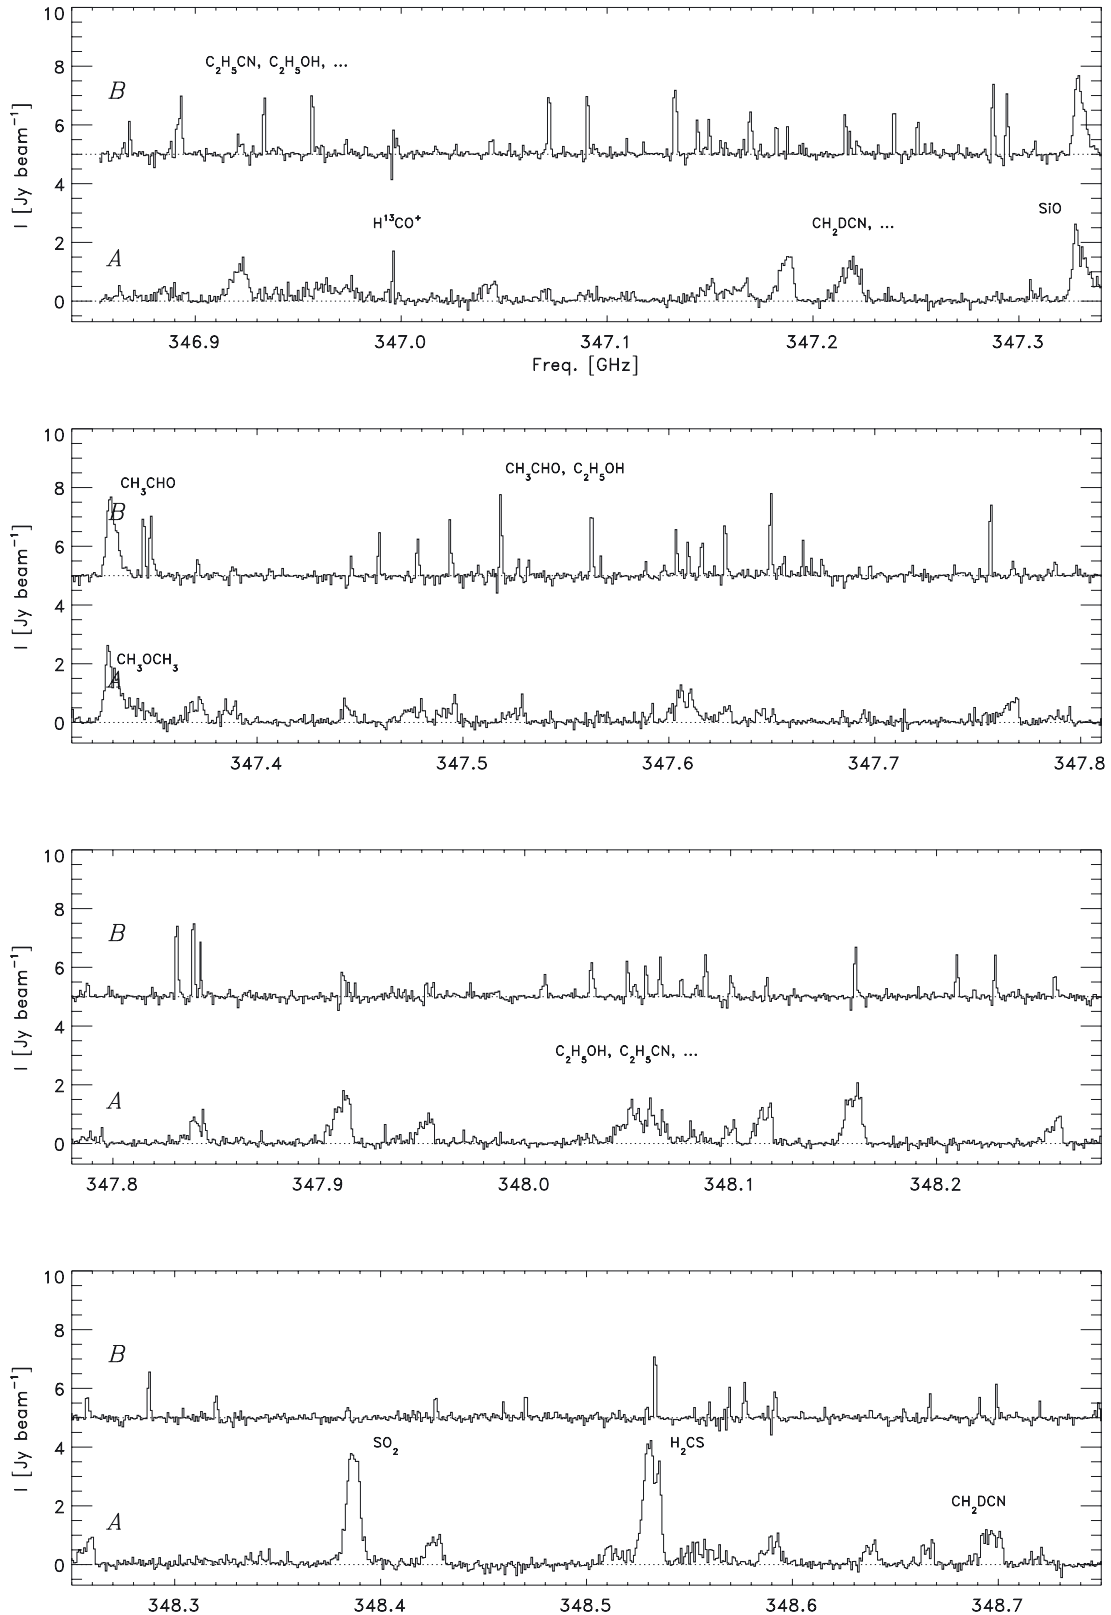 10
8
6
4
2
0
I [Jy beam⁻¹]
C₂H₅CN, C₂H₅OH, ...
B
H¹³CO⁺
CH₂DCN, ...
SiO
A
346.9 347.0 347.1 347.2 347.3
Freq. [GHz]
10
8
6
4
2
0
I [Jy beam⁻¹]
CH₃CHO, C₂H₅OH
CH₃CHO
B
CH₃OCH₃
A
347.4 347.5 347.6 347.7 347.8
10
8
6
4
2
0
I [Jy beam⁻¹]
B
C₂H₅OH, C₂H₅CN, ...
A
347.8 347.9 348.0 348.1 348.2
10
8
6
4
2
0
I [Jy beam⁻¹]
B
SO₂ H₂CS
CH₂DCN
A
348.3 348.4 348.5 348.6 348.7